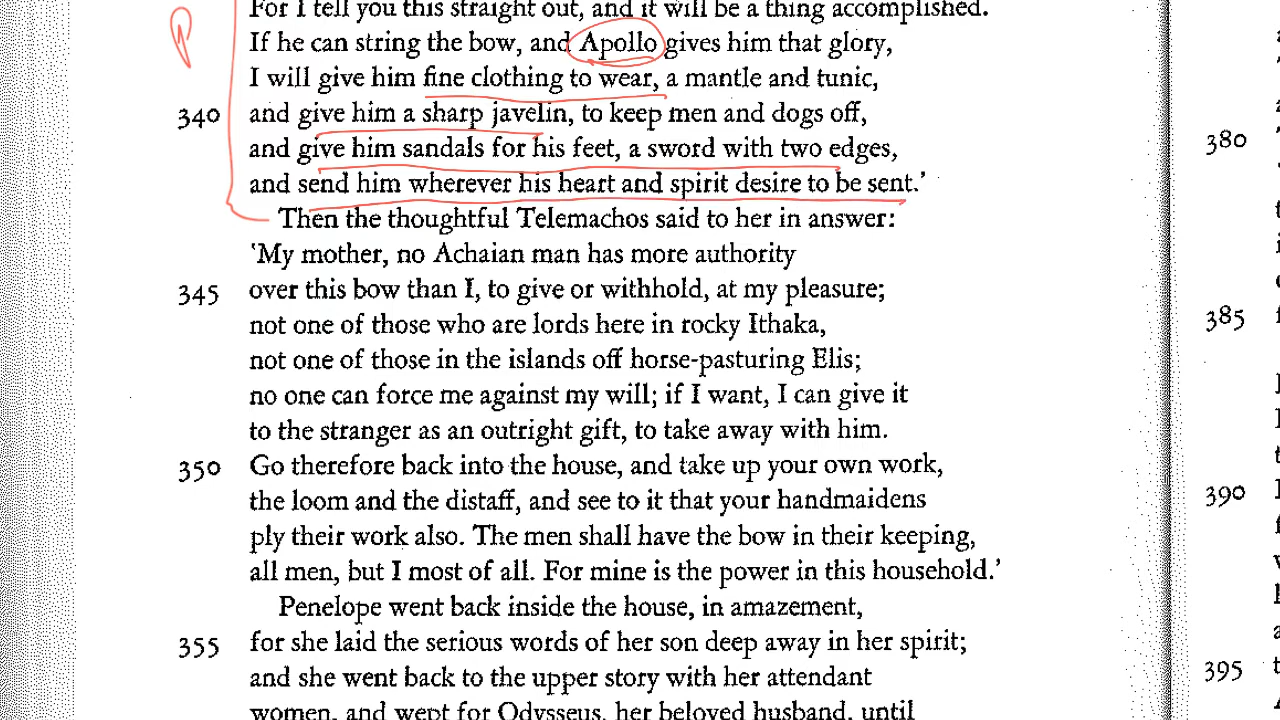 For I tell you this straight out, and it will be a thing accomplished.
P If he can string the bow, and Apollo gives him that glory,
I will give him fine clothing to wear, a mantle and tunic,
340 and give him a sharp javelin, to keep men and dogs off,
and give him sandals for his feet, a sword with two edges,
and send him wherever his heart and spirit desire to be sent.'
Then the thoughtful Telemachos said to her in answer:
'My mother, no Achaian man has more authority
345 over this bow than I, to give or withhold, at my pleasure;
not one of those who are lords here in rocky Ithaka,
not one of those in the islands off horse-pasturing Elis;
no one can force me against my will; if I want, I can give it
to the stranger as an outright gift, to take away with him.
350 Go therefore back into the house, and take up your own work,
the loom and the distaff, and see to it that your handmaidens
ply their work also. The men shall have the bow in their keeping,
all men, but I most of all. For mine is the power in this household.'
Penelope went back inside the house, in amazement,
355 for she laid the serious words of her son deep away in her spirit;
and she went back to the upper story with her attendant
women, and wept for Odysseus, her beloved husband, until
380
385
390
395